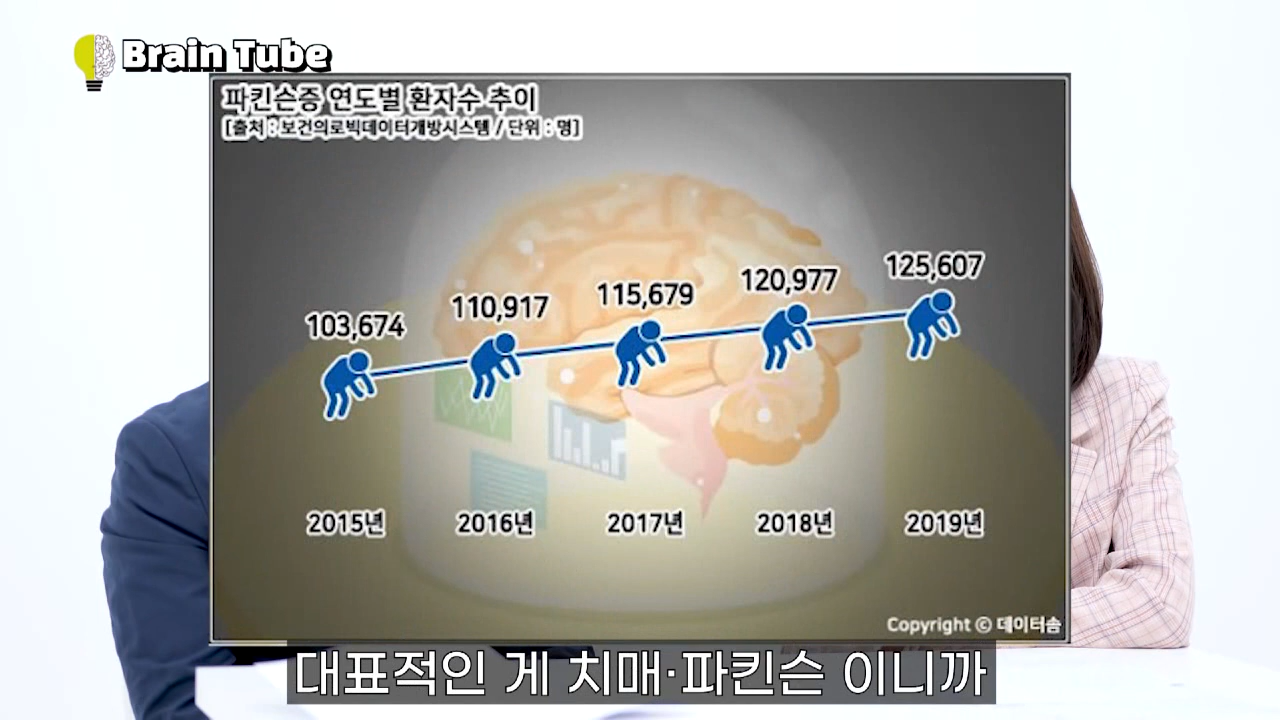 Brain Tube
파킨슨증 연도별 환자수 추이
[출처 : 보건의료빅데이터개방시스템 / 단위 : 명]
103,674
110,917
115,679
120,977
125,607
2015년
2016년
2017년
2018년
2019년
Copyright © 데이터솜
대표적인 게 치매·파킨슨 이니까